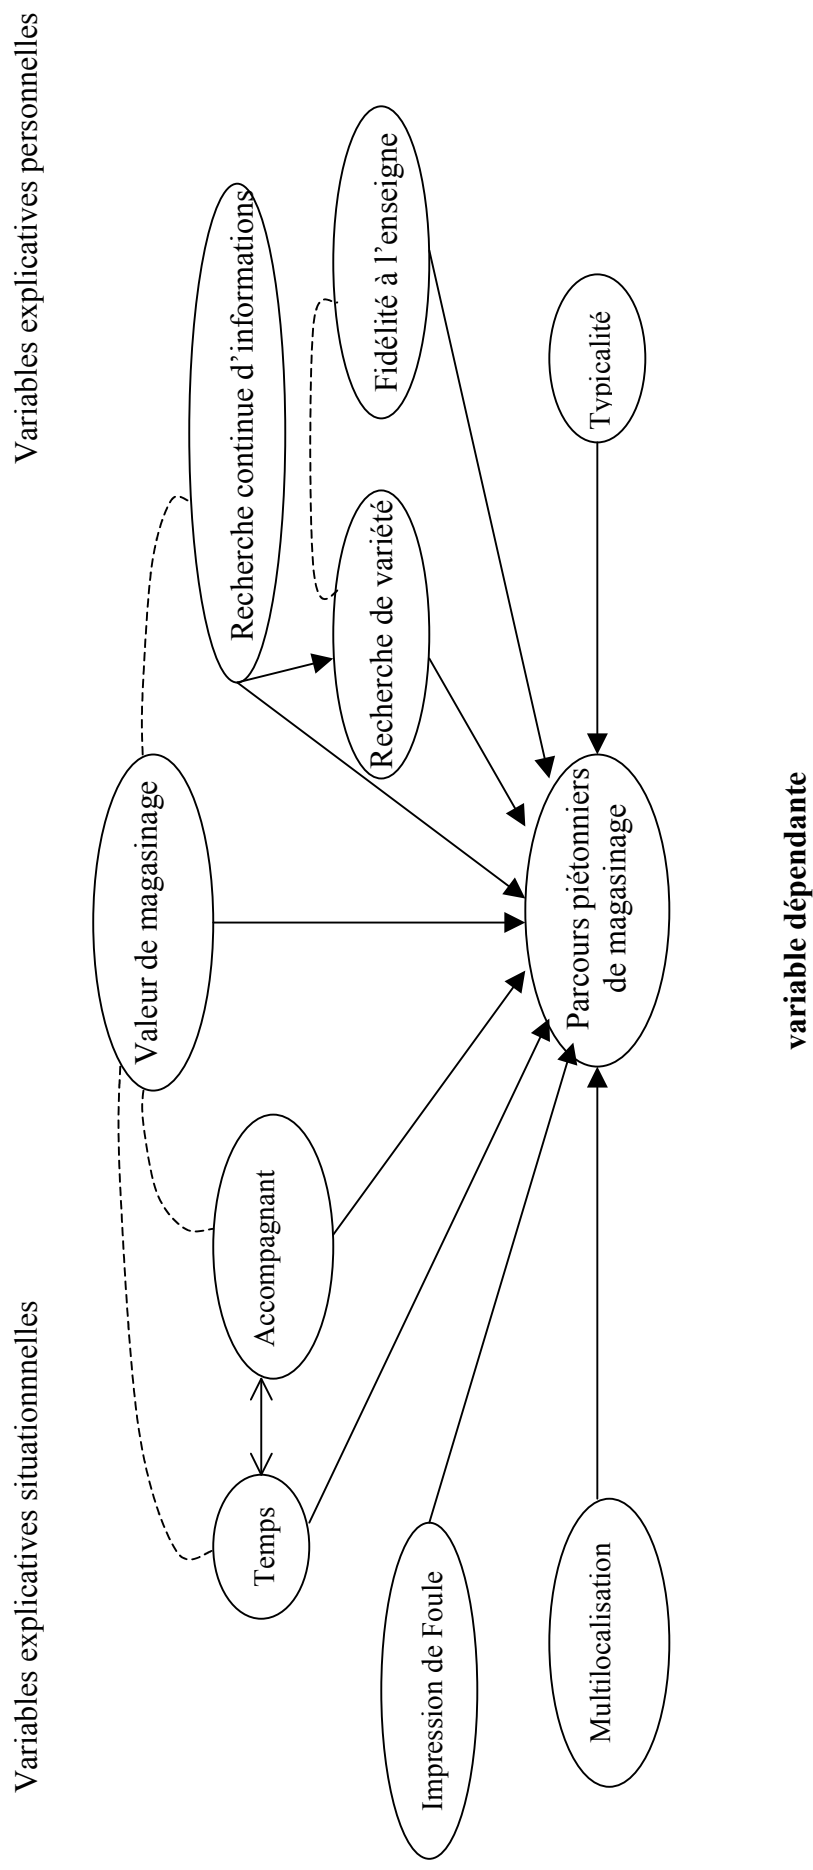 Variables explicatives situationnnelles
Variables explicatives personnelles
Valeur de magasinage
Recherche continue d'informations
Temps
Accompagnant
Recherche de variété
Fidélité à l'enseigne
Impression de Foule
Multilocalisation
Parcours piétonniers
de magasinage
Typicalité
variable dépendante